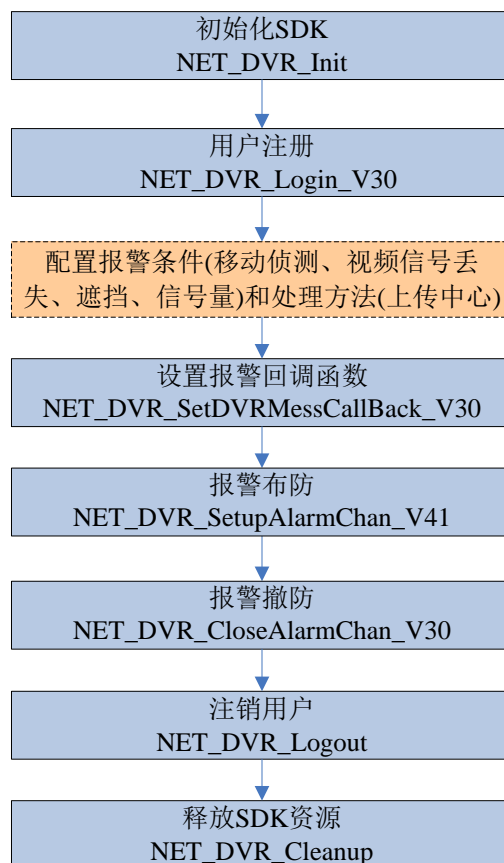 初始化SDK
NET_DVR_Init
用户注册
NET_DVR_Login_V30
配置报警条件(移动侦测、视频信号丢
失、遮挡、信号量)和处理方法(上传中心)
设置报警回调函数
NET_DVR_SetDVRMessCallBack_V30
报警布防
NET_DVR_SetupAlarmChan_V41
报警撤防
NET_DVR_CloseAlarmChan_V30
注销用户
NET_DVR_Logout
释放SDK资源
NET_DVR_Cleanup